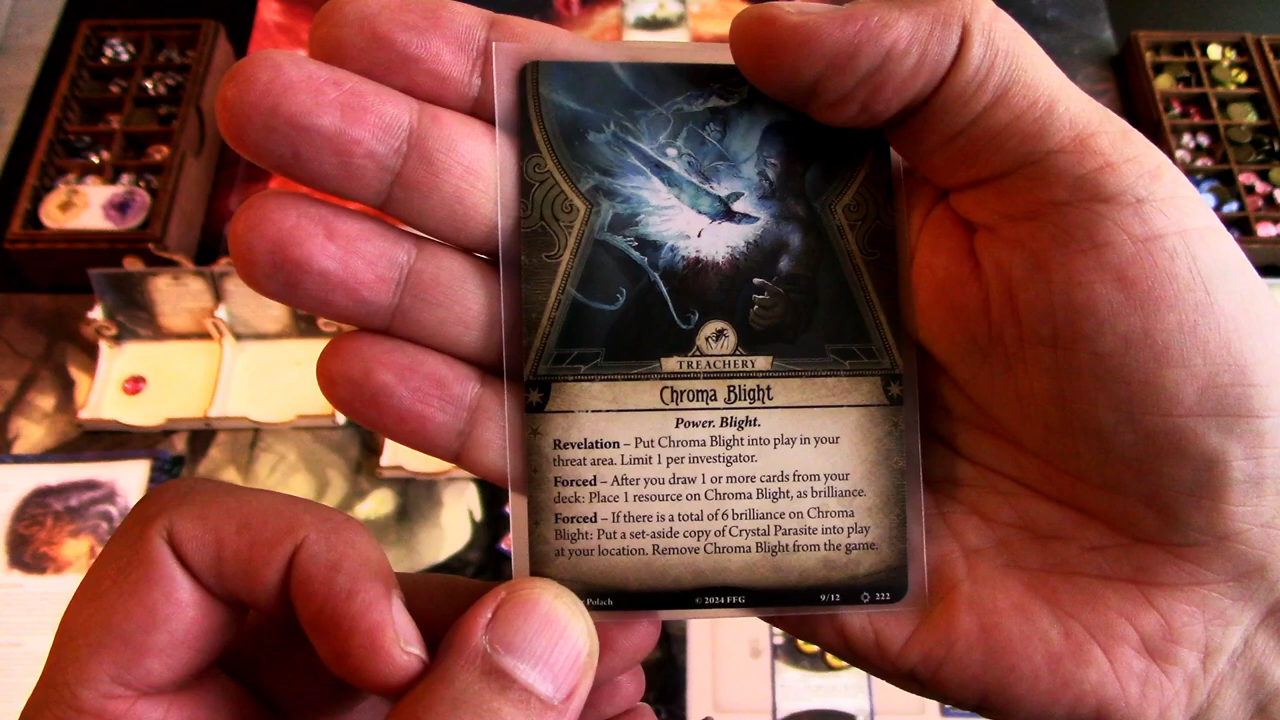 TREACHERY
Chroma Blight
Power. Blight.
Revelation – Put Chroma Blight into play in your
threat area. Limit 1 per investigator.
Forced – After you draw 1 or more cards from your
deck: Place 1 resource on Chroma Blight, as brilliance.
Forced – If there is a total of 6 brilliance on Chroma
Blight: Put a set-aside copy of Crystal Parasite into play
at your location. Remove Chroma Blight from the game.
Polach © 2024 FFG 9/12 222